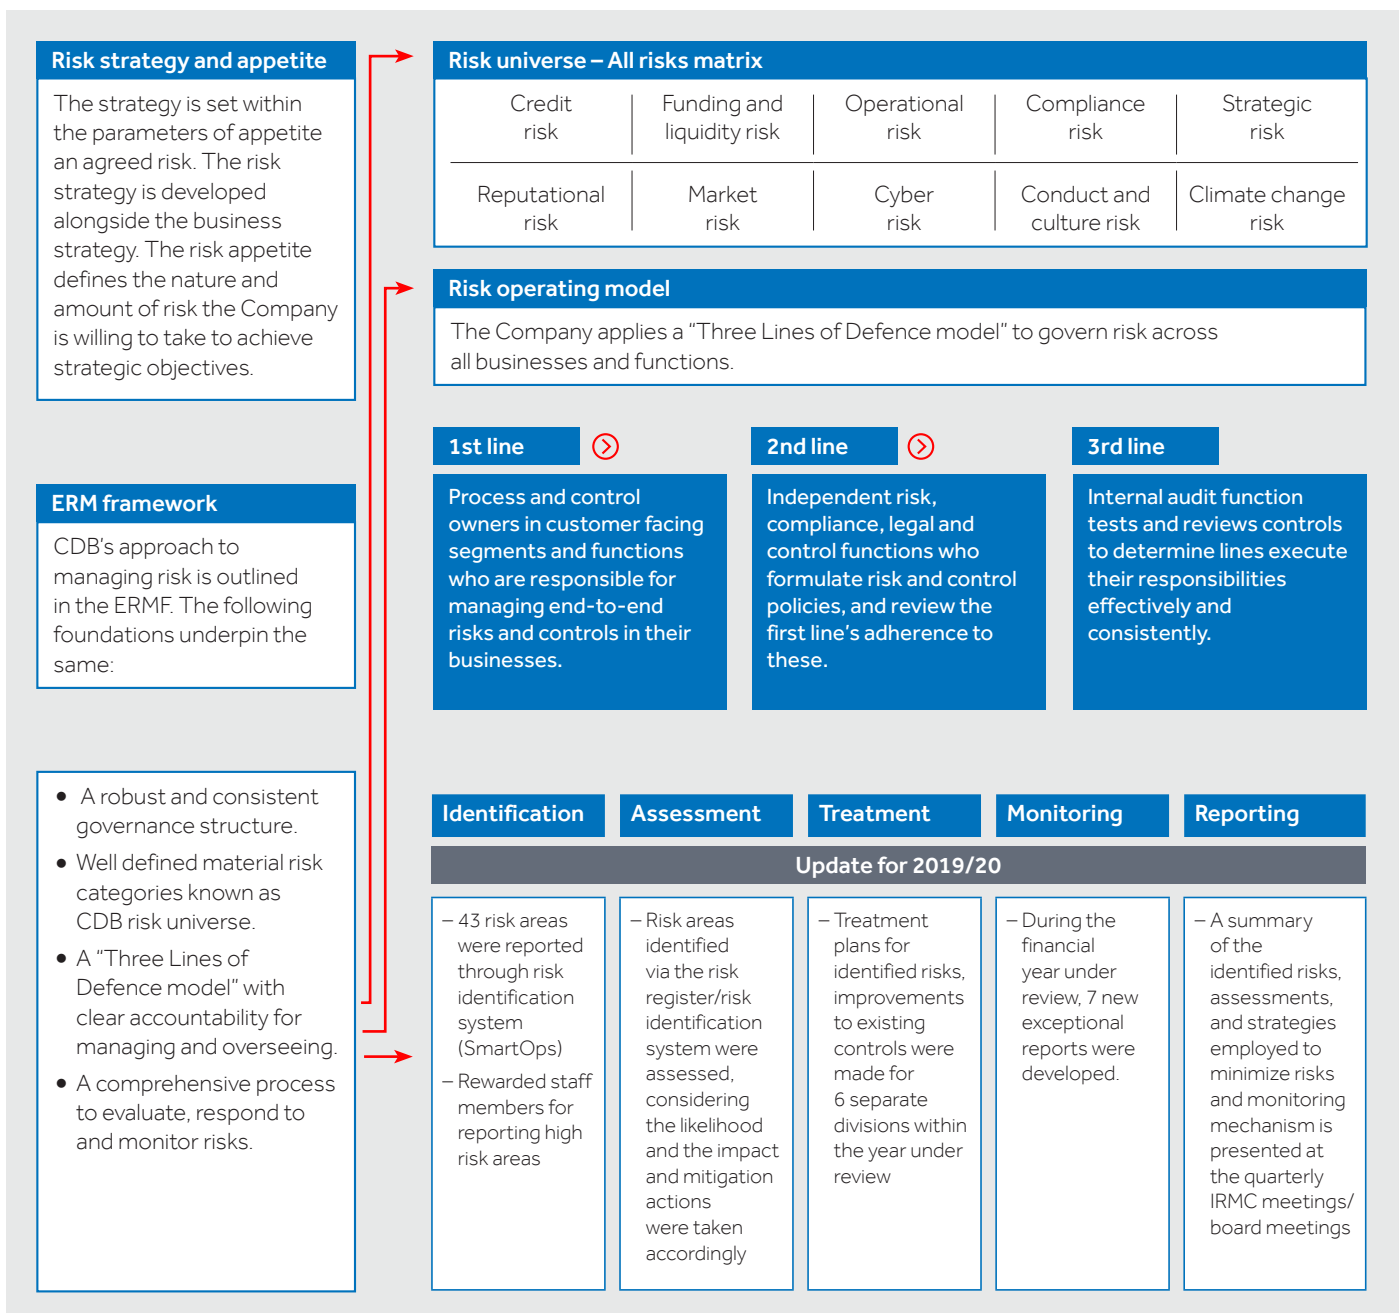 Risk strategy and appetite
The strategy is set within
the parameters of appetite
an agreed risk. The risk
strategy is developed
alongside the business
strategy. The risk appetite
defines the nature and
amount of risk the Company
is willing to take to achieve
strategic objectives.
ERM framework
CDB's approach to
managing risk is outlined
in the ERMF. The following
foundations underpin the
same:
• A robust and consistent
governance structure.
• Well defined material risk
categories known as
CDB risk universe.
• A “Three Lines of
Defence model” with
clear accountability for
managing and overseeing.
• A comprehensive process
to evaluate, respond to
and monitor risks.
Risk universe – All risks matrix
Credit
risk
Funding and
liquidity risk
Operational
risk
Compliance
risk
Strategic
risk
Reputational
risk
Market
risk
Cyber
risk
Conduct and
culture risk
Climate change
risk
Risk operating model
The Company applies a “Three Lines of Defence model” to govern risk across
all businesses and functions.
1st line
Process and control
owners in customer facing
segments and functions
who are responsible for
managing end-to-end
risks and controls in their
businesses.
2nd line
Independent risk,
compliance, legal and
control functions who
formulate risk and control
policies, and review the
first line's adherence to
these.
3rd line
Internal audit function
tests and reviews controls
to determine lines execute
their responsibilities
effectively and
consistently.
Identification
Assessment
Treatment
Monitoring
Reporting
Update for 2019/20
– 43 risk areas
were reported
through risk
identification
system
(SmartOps)
– Rewarded staff
members for
reporting high
risk areas
– Risk areas
identified
via the risk
register/risk
identification
system were
assessed,
considering
the likelihood
and the impact
and mitigation
actions
were taken
accordingly
– Treatment
plans for
identified risks,
improvements
to existing
controls were
made for
6 separate
divisions within
the year under
review
– During the
financial
year under
review, 7 new
exceptional
reports were
developed.
– A summary
of the
identified risks,
assessments,
and strategies
employed to
minimize risks
and monitoring
mechanism is
presented at
the quarterly
IRMC meetings/
board meetings